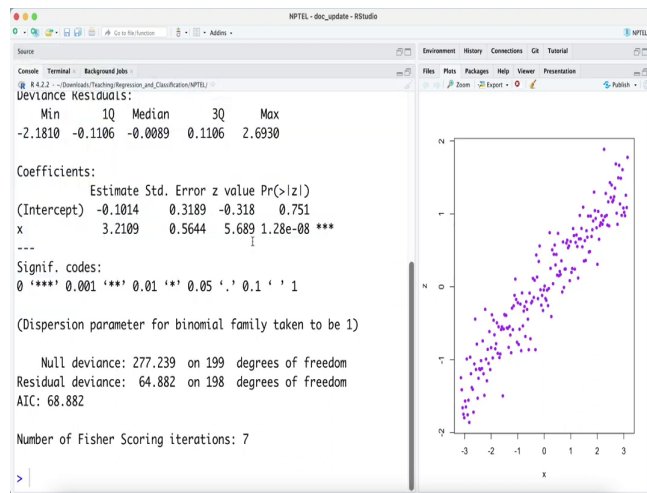 NPTEL - doc_update - RStudio
Go to file/function
Addins
NPTEL
Source
Console Terminal Background Jobs
R 4.2.2 · ~/Downloads/Teaching/Regression_and_Classification/NPTEL/
Deviance Residuals:
Min 1Q Median 3Q Max
-2.1810 -0.1106 -0.0089 0.1106 2.6930
Coefficients:
Estimate Std. Error z value Pr(>|z|)
(Intercept) -0.1014 0.3189 -0.318 0.751
x 3.2109 0.5644 5.689 1.28e-08 ***
---
Signif. codes:
0 ‘***’ 0.001 ‘**’ 0.01 ‘*’ 0.05 ‘.’ 0.1 ‘ ’ 1
(Dispersion parameter for binomial family taken to be 1)
Null deviance: 277.239 on 199 degrees of freedom
Residual deviance: 64.882 on 198 degrees of freedom
AIC: 68.882
Number of Fisher Scoring iterations: 7
>
Environment History Connections Git Tutorial
Files Plots Packages Help Viewer Presentation
Zoom Export Publish
2
1
z 0
-1
-2
-3 -2 -1 0 1 2 3
x